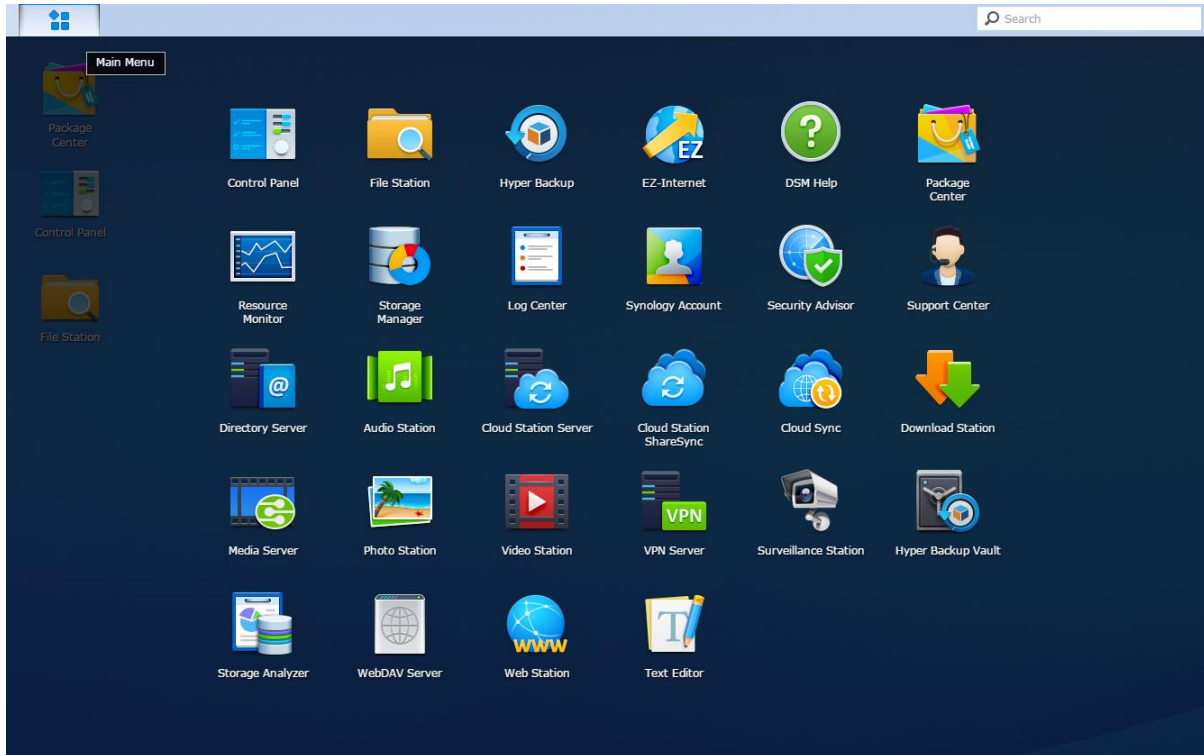 Search
Main Menu
Package
Center
Control Panel
File Station
Control Panel
File Station
Hyper Backup
EZ
EZ-Internet
?
DSM Help
Package
Center
Resource
Monitor
Storage
Manager
Log Center
Synology Account
Security Advisor
Support Center
@
Directory Server
Audio Station
Cloud Station Server
Cloud Station
ShareSync
Cloud Sync
Download Station
Media Server
Photo Station
Video Station
VPN
VPN Server
Surveillance Station
Hyper Backup Vault
Storage Analyzer
WebDAV Server
WWW
Web Station
T
Text Editor